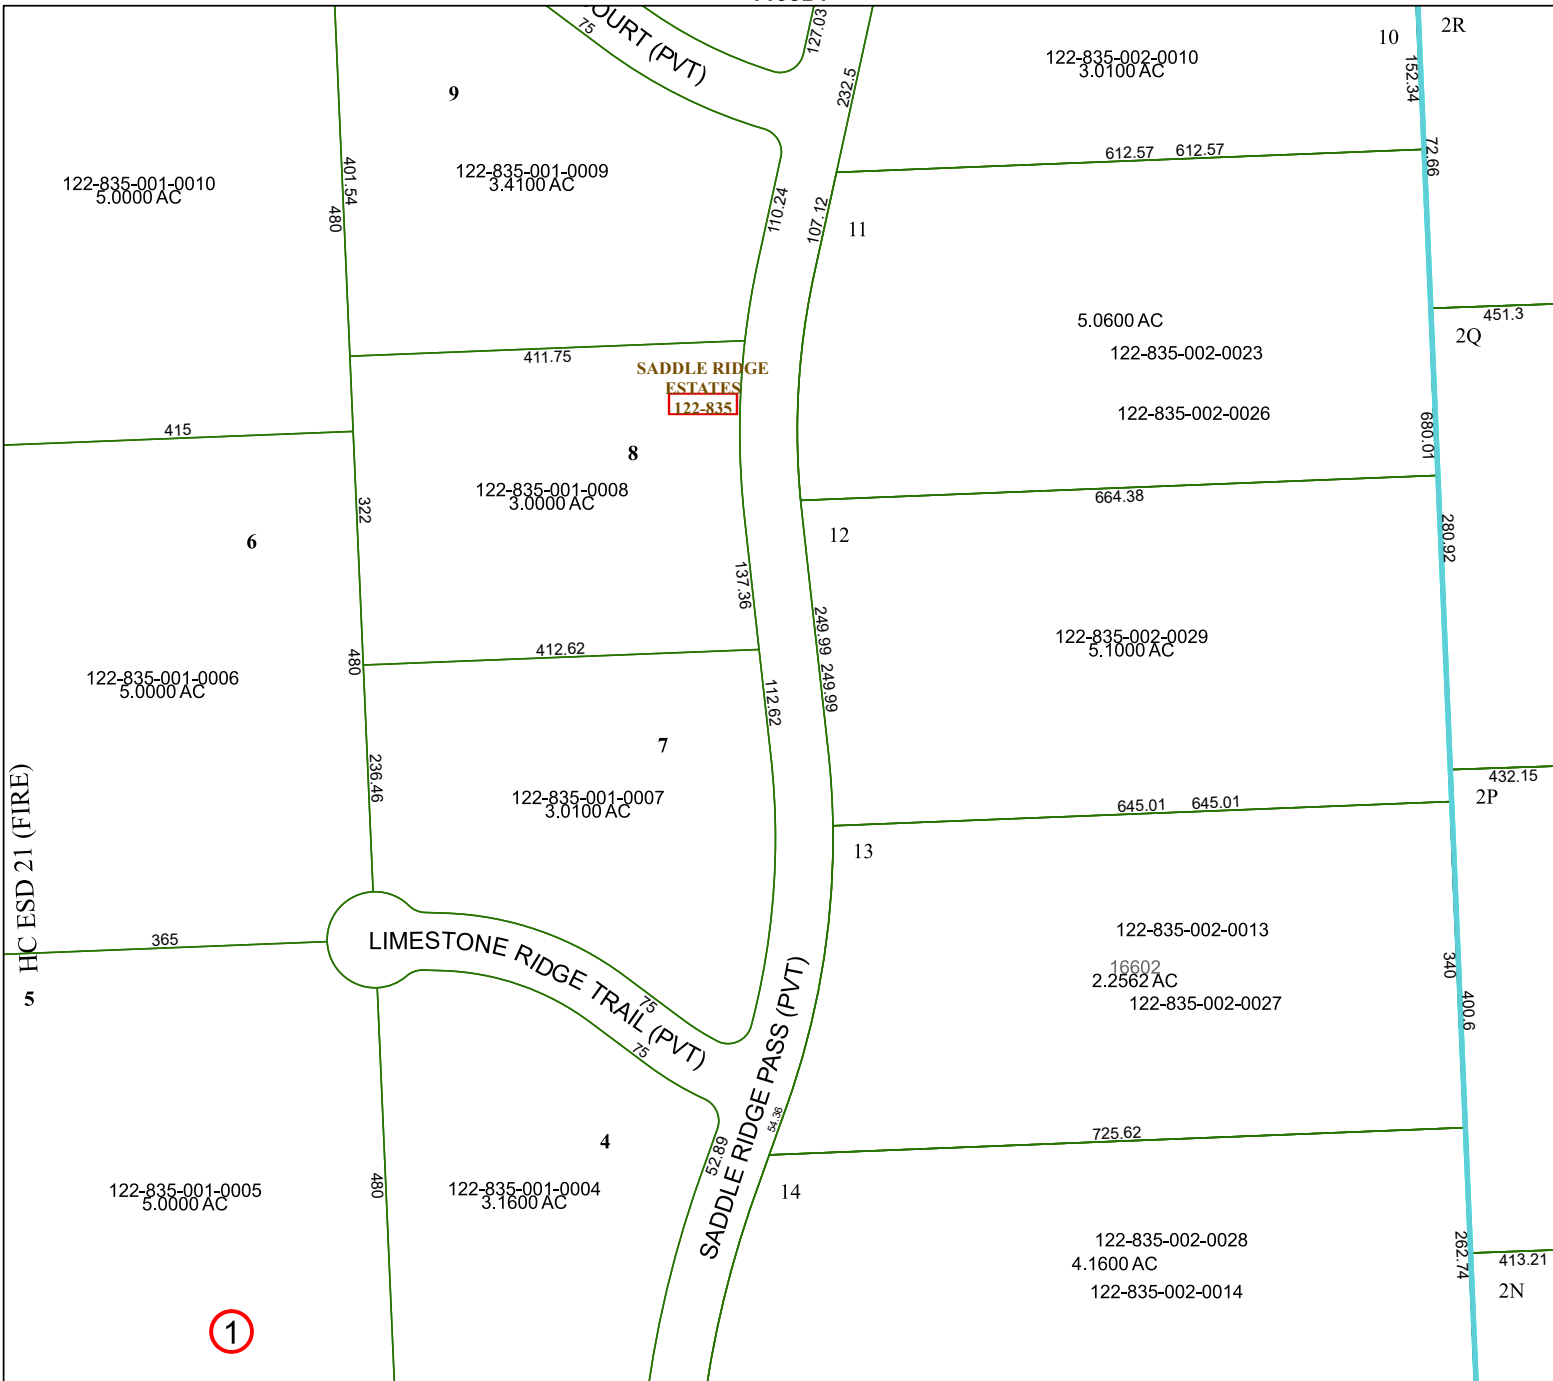 COURT (PVT)
75
127.03
232.5
10
2R
152.34
122-835-002-0010
3.0100 AC
9
72.66
612.57 612.57
401.54
480
122-835-001-0010
5.0000 AC
122-835-001-0009
3.4100 AC
110.24
107.12
11
451.3
2Q
5.0600 AC
122-835-002-0023
122-835-002-0026
411.75
SADDLE RIDGE
ESTATES
122-835
415
680.01
8
122-835-001-0008
3.0000 AC
322
664.38
280.92
12
6
137.36
249.99 249.99
122-835-002-0029
5.1000 AC
412.62
480
122-835-001-0006
5.0000 AC
112.62
7
236.46
122-835-001-0007
3.0100 AC
432.15
2P
645.01 645.01
13
HC ESD 21 (FIRE)
365
LIMESTONE RIDGE TRAIL (PVT)
75
75
122-835-002-0013
16602
2.2562 AC
122-835-002-0027
340
400.6
5
SADDLE RIDGE PASS (PVT)
54.36
52.89
725.62
4
14
122-835-001-0005
5.0000 AC
480
122-835-001-0004
3.1600 AC
122-835-002-0028
4.1600 AC
122-835-002-0014
262.74
413.21
2N
1